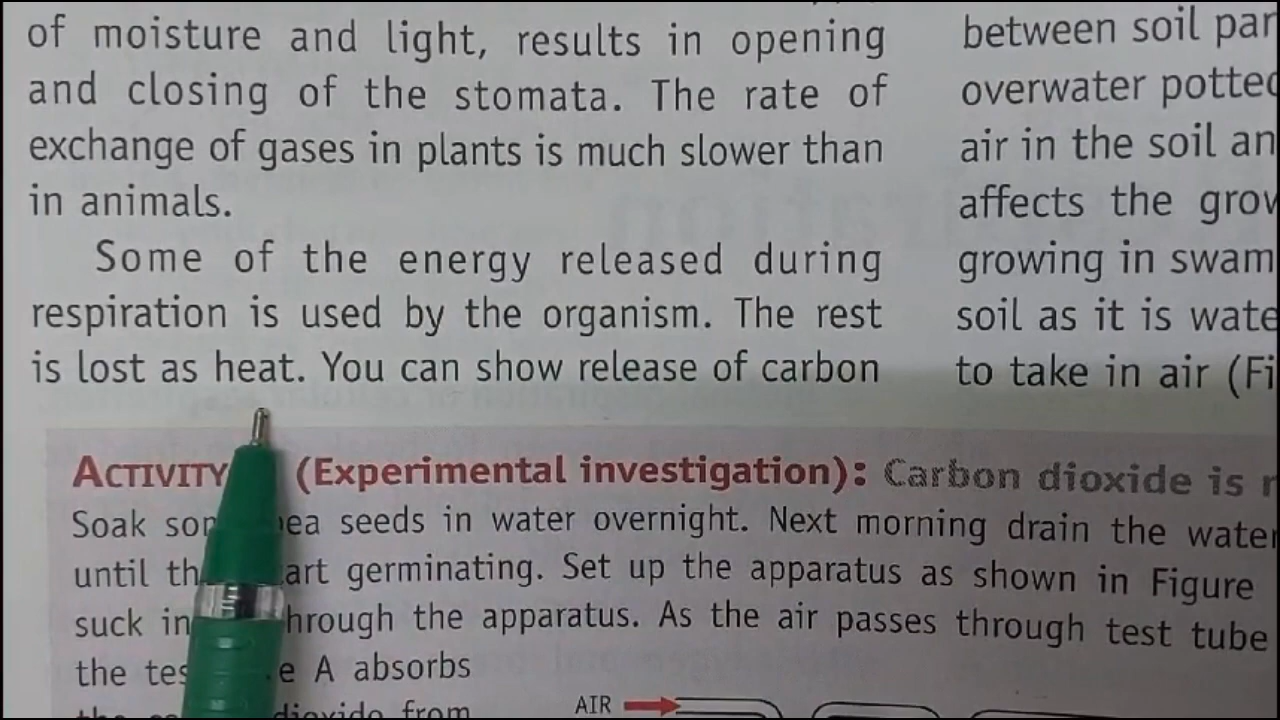 of moisture and light, results in opening
and closing of the stomata. The rate of
exchange of gases in plants is much slower than
in animals.
Some of the energy released during
respiration is used by the organism. The rest
is lost as heat. You can show release of carbon
between soil par
overwater potted
air in the soil an
affects the grow
growing in swam
soil as it is wate
to take in air (Fi
ACTIVITY (Experimental investigation): Carbon dioxide is
Soak seeds in water overnight. Next morning drain the water
until germinating. Set up the apparatus as shown in Figure
suck in through the apparatus. As the air passes through test tube
the A absorbs
dioxide from
AIR